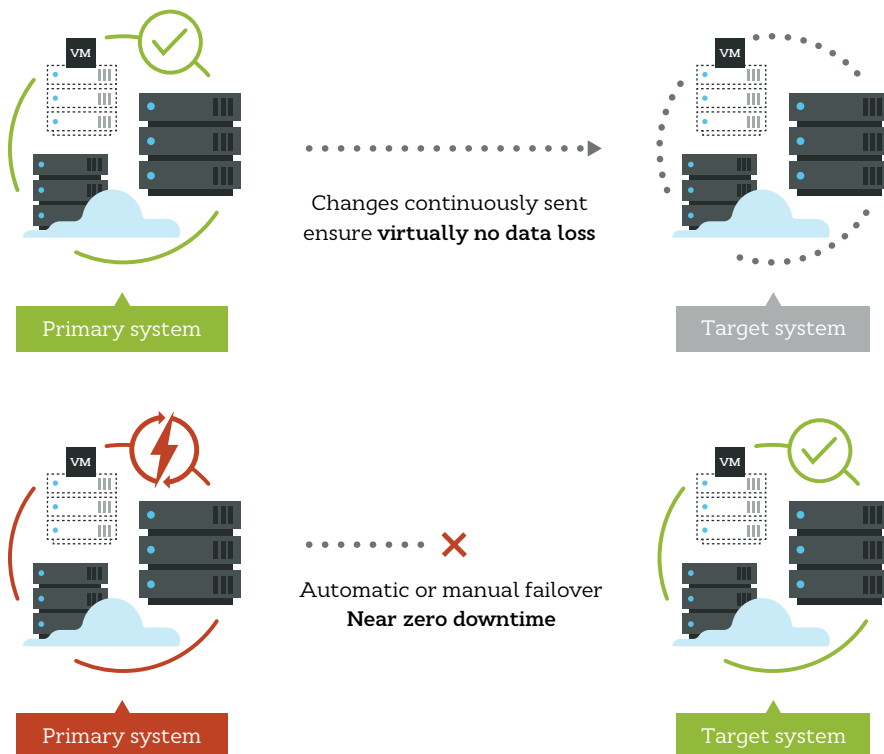 VM
VM
Changes continuously sent
ensure virtually no data loss
Primary system
Target system
VM
VM
Automatic or manual failover
Near zero downtime
Primary system
Target system